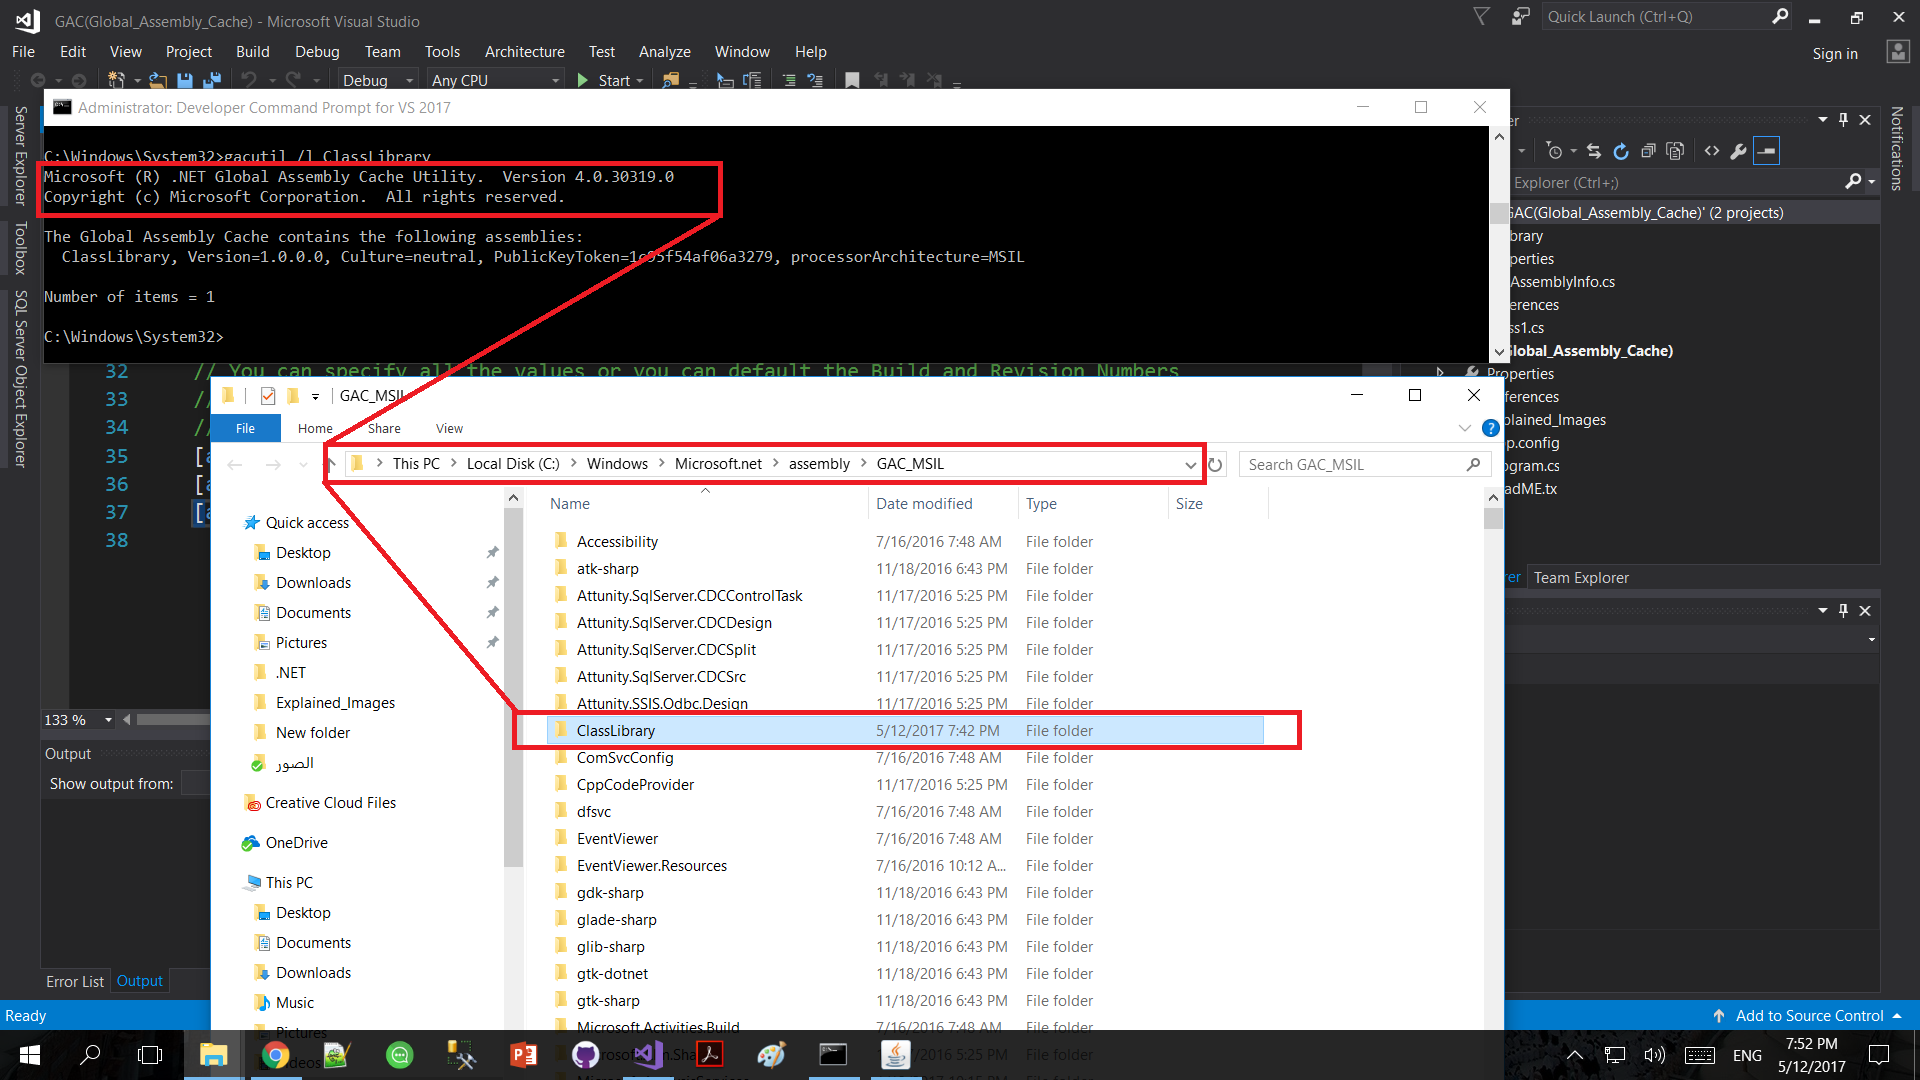 GAC(Global_Assembly_Cache) - Microsoft Visual Studio
Quick Launch (Ctrl+Q)
File Edit View Project Build Debug Team Tools Architecture Test Analyze Window Help
Sign in
Debug Any CPU Start
Administrator: Developer Command Prompt for VS 2017
C:\Windows\System32>gacutil /l ClassLibrary
Microsoft (R) .NET Global Assembly Cache Utility.  Version 4.0.30319.0
Copyright (c) Microsoft Corporation.  All rights reserved.
The Global Assembly Cache contains the following assemblies:
ClassLibrary, Version=1.0.0.0, Culture=neutral, PublicKeyToken=1c95f54af06a3279, processorArchitecture=MSIL
Number of items = 1
C:\Windows\System32>
Server Explorer
Toolbox
SQL Server Object Explorer
Notifications
er
Explorer (Ctrl+;)
GAC(Global_Assembly_Cache)' (2 projects)
brary
perties
AssemblyInfo.cs
erences
ss1.cs
Global_Assembly_Cache)
Properties
ferences
plained_Images
p.config
ogram.cs
adME.tx
rer Team Explorer
32 // You can specify all the values or you can default the Build and Revision Numbers
33 //
34 //
35 [a
36 [a
37 [a
38
133 %
Output
Show output from:
Error List Output
Ready
Add to Source Control
GAC_MSIL
File Home Share View
This PC Local Disk (C:) Windows Microsoft.net assembly GAC_MSIL
Search GAC_MSIL
Quick access
Desktop
Downloads
Documents
Pictures
.NET
Explained_Images
New folder
الصور
Creative Cloud Files
OneDrive
This PC
Desktop
Documents
Downloads
Music
Pictures
Videos
Name Date modified Type Size
Accessibility 7/16/2016 7:48 AM File folder
atk-sharp 11/18/2016 6:43 PM File folder
Attunity.SqlServer.CDCControlTask 11/17/2016 5:25 PM File folder
Attunity.SqlServer.CDCDesign 11/17/2016 5:25 PM File folder
Attunity.SqlServer.CDCSplit 11/17/2016 5:25 PM File folder
Attunity.SqlServer.CDCSrc 11/17/2016 5:25 PM File folder
Attunity.SSIS.Odbc.Design 11/17/2016 5:25 PM File folder
ClassLibrary 5/12/2017 7:42 PM File folder
ComSvcConfig 7/16/2016 7:48 AM File folder
CppCodeProvider 11/17/2016 5:25 PM File folder
dfsvc 7/16/2016 7:48 AM File folder
EventViewer 7/16/2016 7:48 AM File folder
EventViewer.Resources 7/16/2016 10:12 A... File folder
gdk-sharp 11/18/2016 6:43 PM File folder
glade-sharp 11/18/2016 6:43 PM File folder
glib-sharp 11/18/2016 6:43 PM File folder
gtk-dotnet 11/18/2016 6:43 PM File folder
gtk-sharp 11/18/2016 6:43 PM File folder
Microsoft.Activities.Build 7/16/2016 7:48 AM File folder
5:25 PM File folder
ENG
7:52 PM
5/12/2017